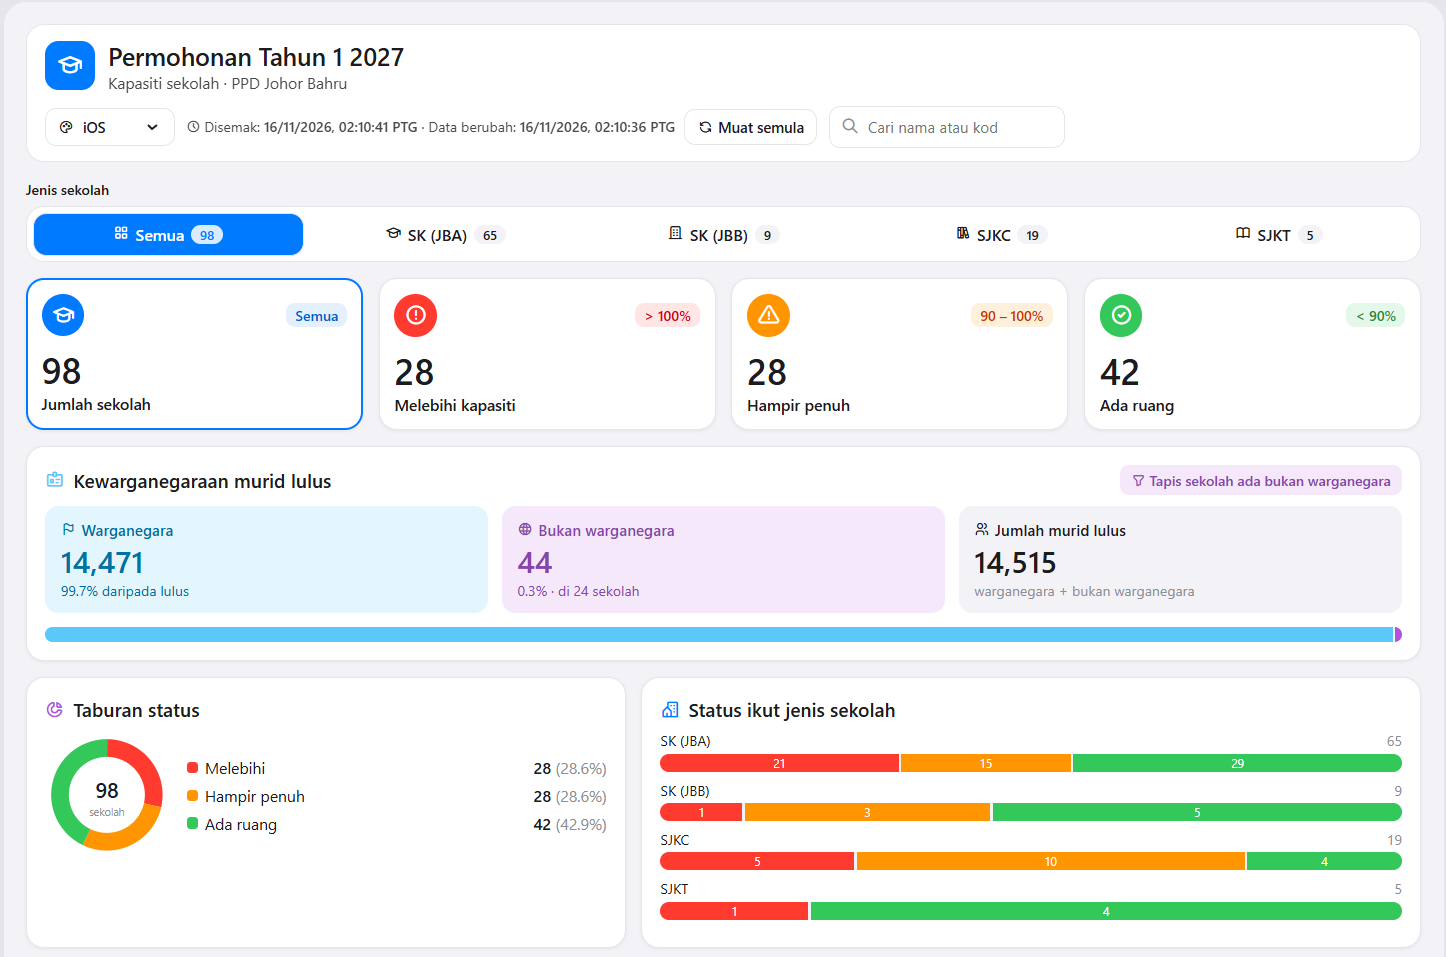 Permohonan Tahun 1 2027
Kapasiti sekolah · PPD Johor Bahru
iOS
Disemak: 16/11/2026, 02:10:41 PTG · Data berubah: 16/11/2026, 02:10:36 PTG
Muat semula
Cari nama atau kod
Jenis sekolah
Semua 98
SK (JBA) 65
SK (JBB) 9
SJKC 19
SJKT 5
Semua
98
Jumlah sekolah
> 100%
28
Melebihi kapasiti
90 – 100%
28
Hampir penuh
< 90%
42
Ada ruang
Kewarganegaraan murid lulus
Tapis sekolah ada bukan warganegara
Warganegara
14,471
99.7% daripada lulus
Bukan warganegara
44
0.3% · di 24 sekolah
Jumlah murid lulus
14,515
warganegara + bukan warganegara
Taburan status
98
sekolah
Melebihi 28 (28.6%)
Hampir penuh 28 (28.6%)
Ada ruang 42 (42.9%)
Status ikut jenis sekolah
SK (JBA) 65
21 15 29
SK (JBB) 9
1 3 5
SJKC 19
5 10 4
SJKT 5
1 4